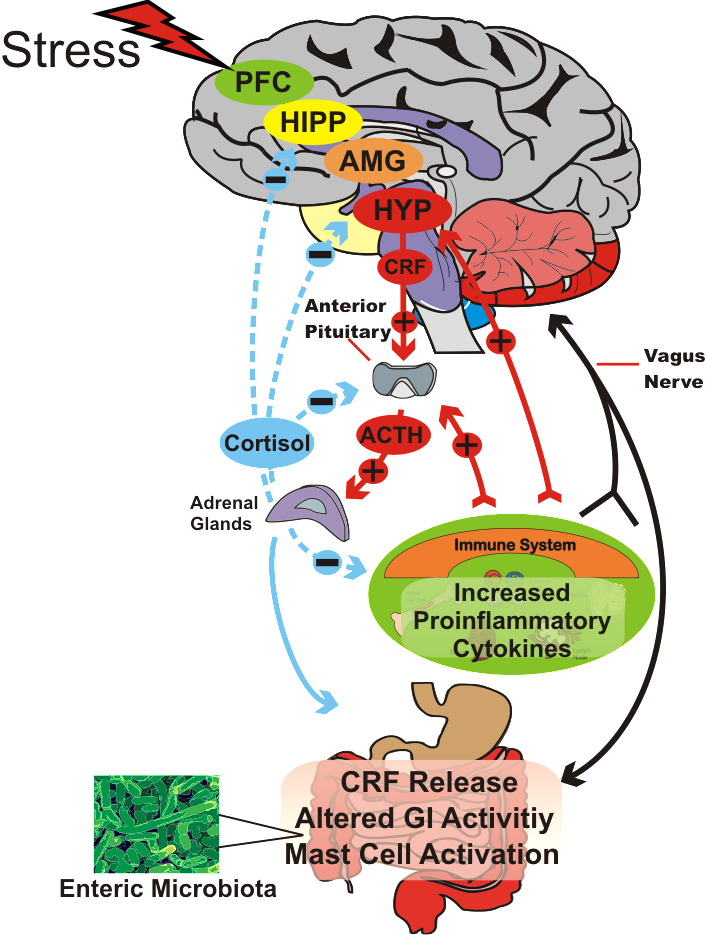 Stress
PFC
HIPP
AMG
HYP
CRF
+
Anterior
Pituitary
+
Vagus
Nerve
Cortisol
ACTH
+
+
Adrenal
Glands
Immune System
Increased
Proinflammatory
Cytokines
CRF Release
Altered GI Activitiy
Mast Cell Activation
Enteric Microbiota